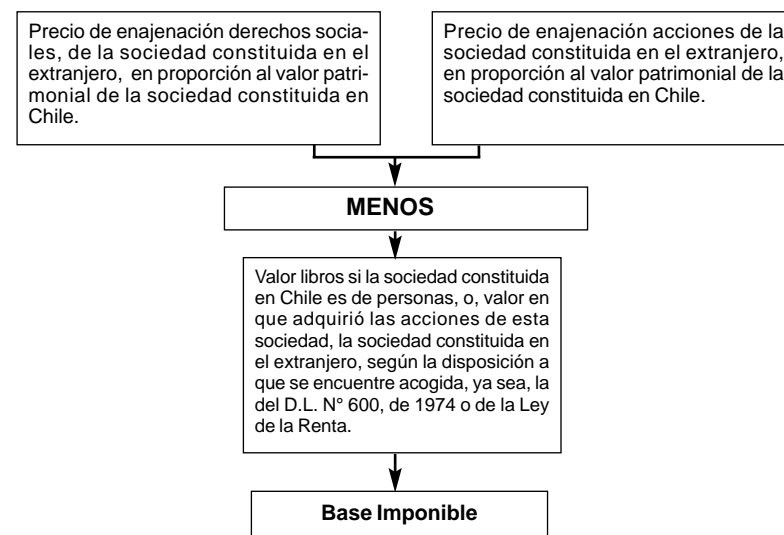 Precio de enajenación derechos socia-
les, de la sociedad constituida en el
extranjero, en proporción al valor patri-
monial de la sociedad constituida en
Chile.
Precio de enajenación acciones de la
sociedad constituida en el extranjero,
en proporción al valor patrimonial de la
sociedad constituida en Chile.
MENOS
Valor libros si la sociedad constituida
en Chile es de personas, o, valor en
que adquirió las acciones de esta
sociedad, la sociedad constituida en
el extranjero, según la disposición a
que se encuentre acogida, ya sea, la
del D.L. N° 600, de 1974 o de la Ley
de la Renta.
Base Imponible